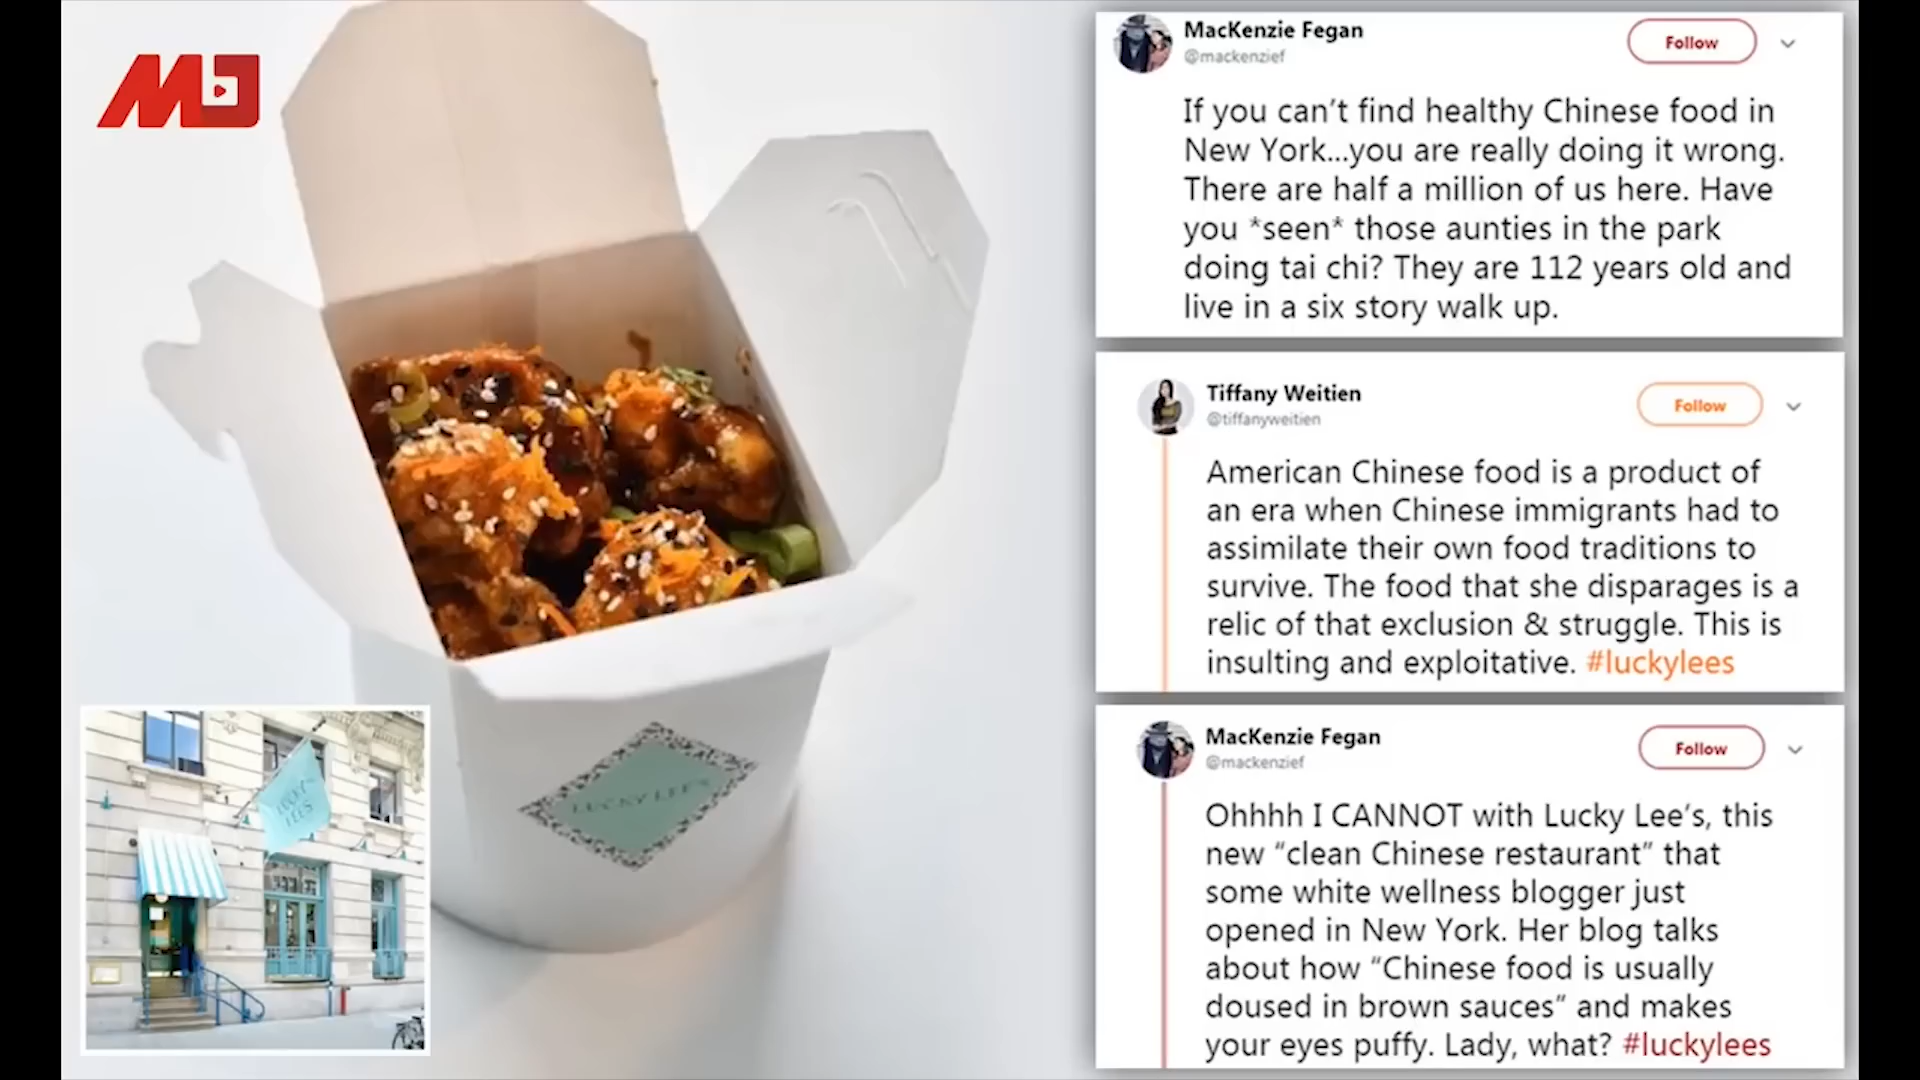 MJ
MacKenzie Fegan
@mackenzief
Follow
If you can't find healthy Chinese food in
New York...you are really doing it wrong.
There are half a million of us here. Have
you *seen* those aunties in the park
doing tai chi? They are 112 years old and
live in a six story walk up.
Tiffany Weitien
@tiffanyweitien
Follow
American Chinese food is a product of
an era when Chinese immigrants had to
assimilate their own food traditions to
survive. The food that she disparages is a
relic of that exclusion & struggle. This is
insulting and exploitative. #luckylees
MacKenzie Fegan
@mackenzief
Follow
Ohhhh I CANNOT with Lucky Lee's, this
new “clean Chinese restaurant” that
some white wellness blogger just
opened in New York. Her blog talks
about how “Chinese food is usually
doused in brown sauces” and makes
your eyes puffy. Lady, what? #luckylees
LUCKY LEE'S
LUCKY
LEE'S